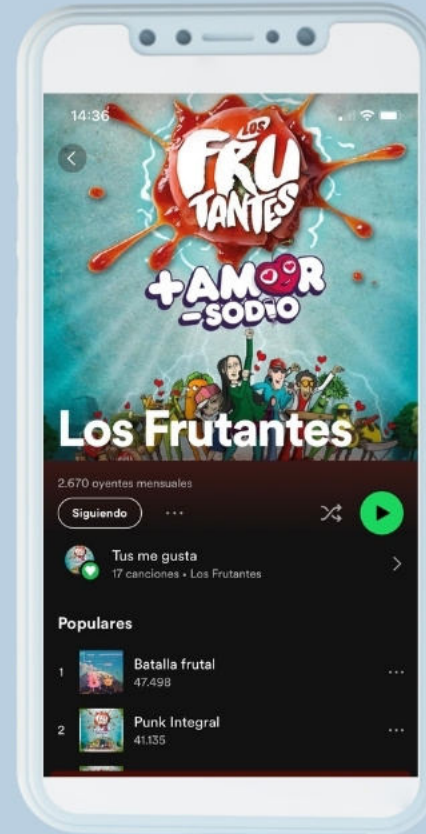 14:36
LOS
FRU
TANTES
+AMOR
-SODIO
Los Frutantes
2.670 oyentes mensuales
Siguiendo
Tus me gusta
17 canciones • Los Frutantes
Populares
1
Batalla frutal
47.498
2
Punk Integral
41.135